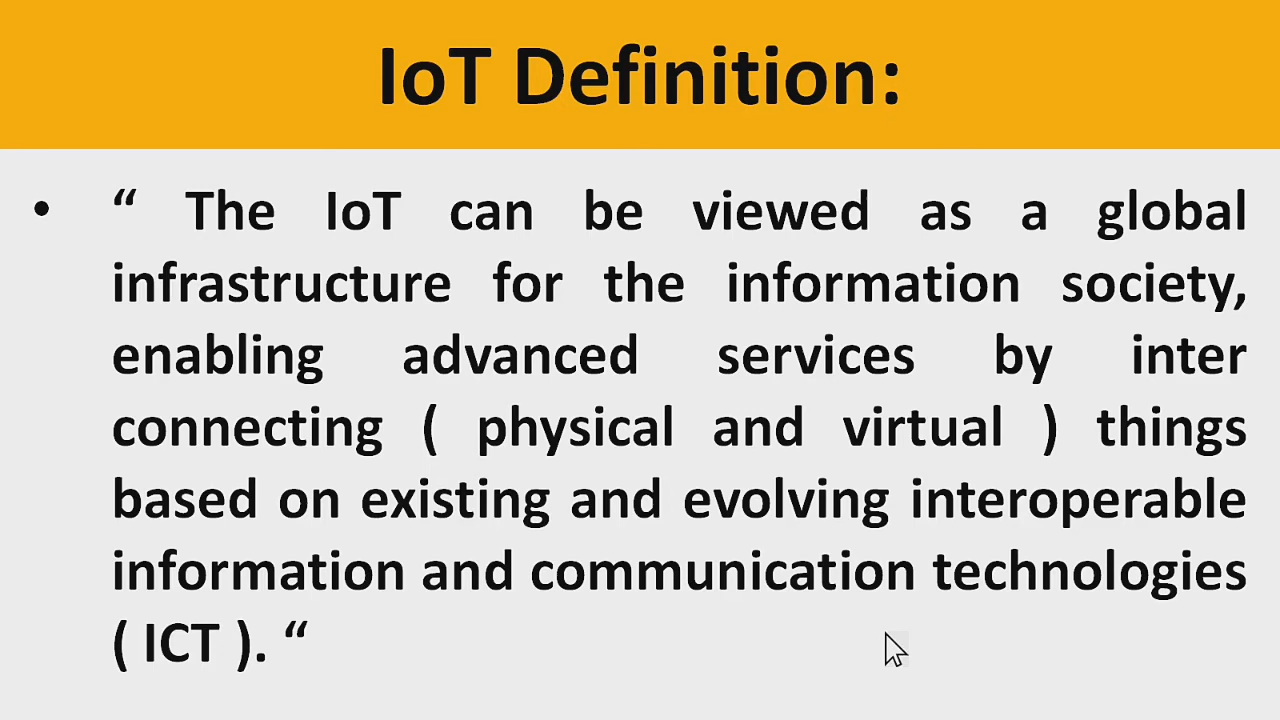 IoT Definition:
• “ The IoT can be viewed as a global
infrastructure for the information society,
enabling advanced services by inter
connecting ( physical and virtual ) things
based on existing and evolving interoperable
information and communication technologies
( ICT ). “